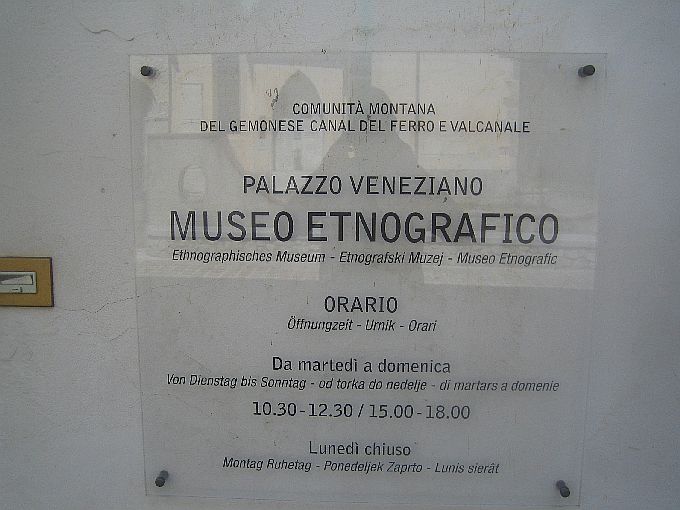 COMUNITÀ MONTANA
DEL GEMONESE CANAL DEL FERRO E VALCANALE
PALAZZO VENEZIANO
MUSEO ETNOGRAFICO
Ethnographisches Museum - Etnografski Muzej - Museo Etnografic
ORARIO
Öffnungzeit - Urnik - Orari
Da martedì a domenica
Von Dienstag bis Sonntag - od torka do nedelje - di martars a domenie
10.30 - 12.30 / 15.00 - 18.00
Lunedì chiuso
Montag Ruhetag - Ponedeljek Zaprto - Lunis sierât